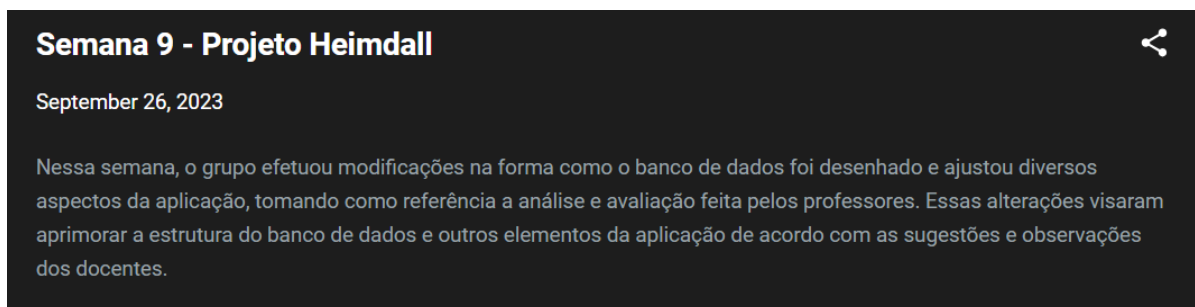 Semana 9 - Projeto Heimdall
September 26, 2023
Nessa semana, o grupo efetuou modificações na forma como o banco de dados foi desenhado e ajustou diversos
aspectos da aplicação, tomando como referência a análise e avaliação feita pelos professores. Essas alterações visaram
aprimorar a estrutura do banco de dados e outros elementos da aplicação de acordo com as sugestões e observações
dos docentes.